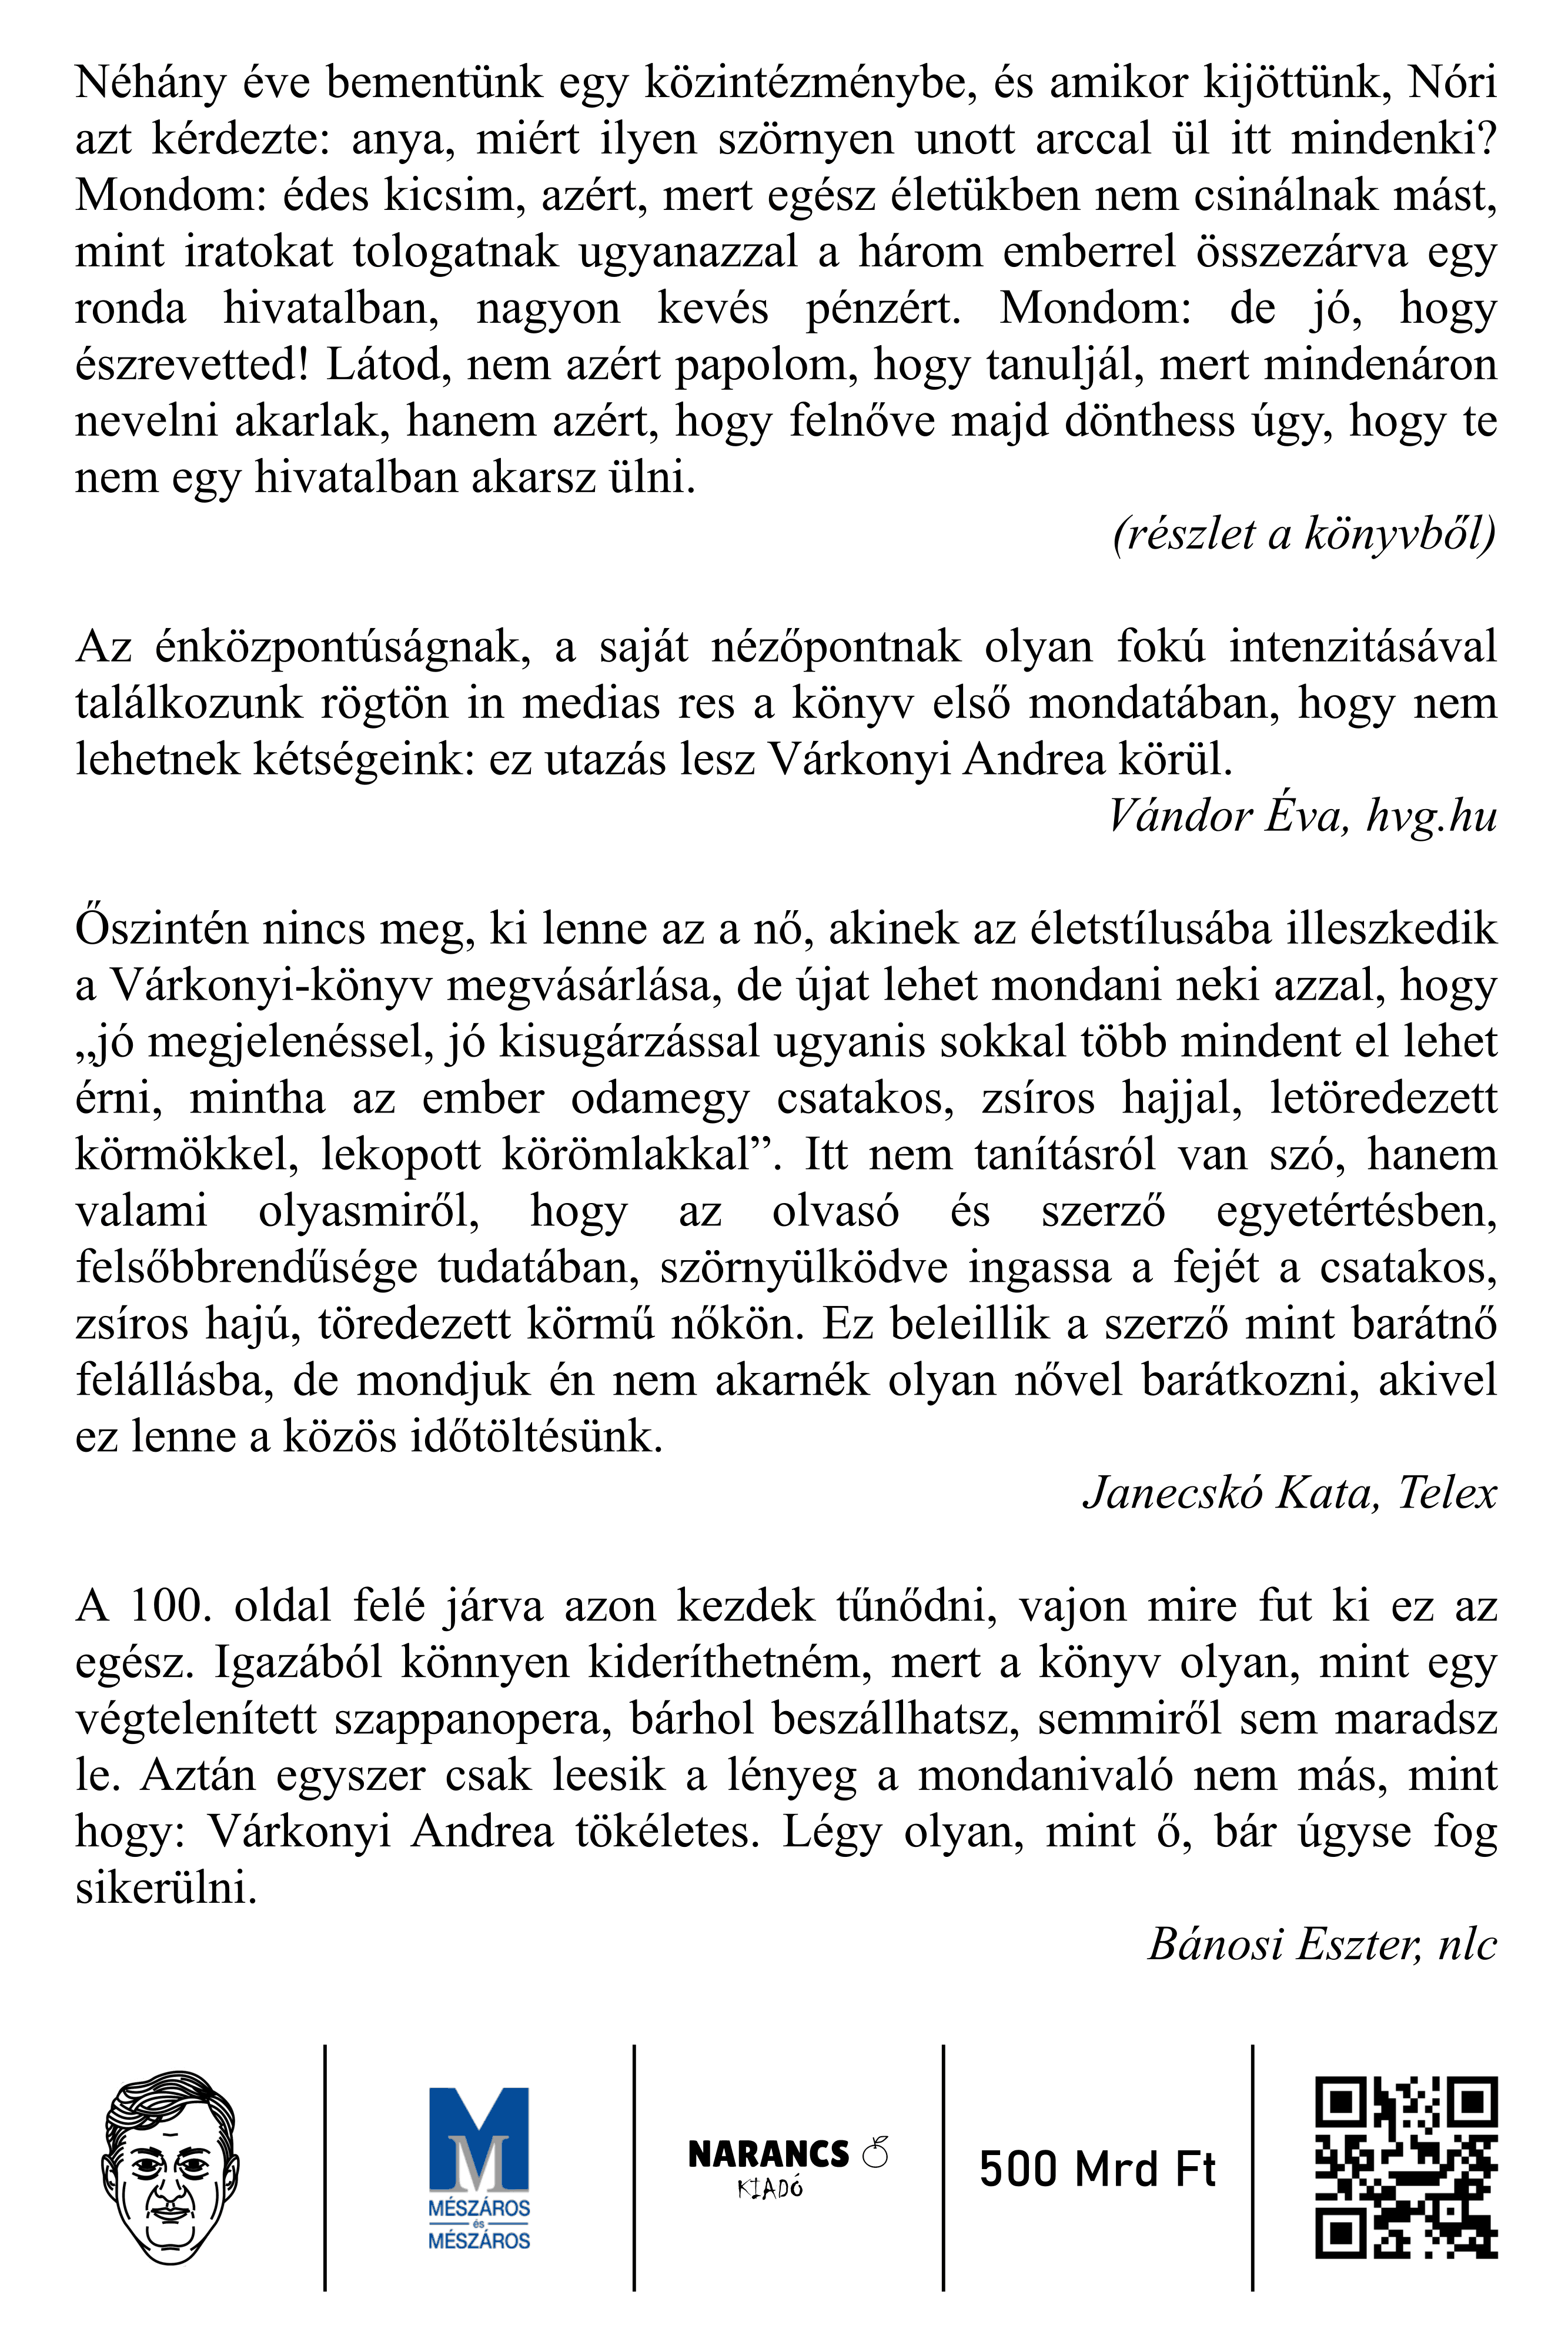 Néhány éve bementünk egy közintézménybe, és amikor kijöttünk, Nóri
azt kérdezte: anya, miért ilyen szörnyen unott arccal ül itt mindenki?
Mondom: édes kicsim, azért, mert egész életükben nem csinálnak mást,
mint iratokat tologatnak ugyanazzal a három emberrel összezárva egy
ronda hivatalban, nagyon kevés pénzért. Mondom: de jó, hogy
észrevetted! Látod, nem azért papolom, hogy tanuljál, mert mindenáron
nevelni akarlak, hanem azért, hogy felnőve majd dönthess úgy, hogy te
nem egy hivatalban akarsz ülni.
(részlet a könyvből)
Az énközpontúságnak, a saját nézőpontnak olyan fokú intenzitásával
találkozunk rögtön in medias res a könyv első mondatában, hogy nem
lehetnek kétségeink: ez utazás lesz Várkonyi Andrea körül.
Vándor Éva, hvg.hu
Őszintén nincs meg, ki lenne az a nő, akinek az életstílusába illeszkedik
a Várkonyi-könyv megvásárlása, de újat lehet mondani neki azzal, hogy
„jó megjelenéssel, jó kisugárzással ugyanis sokkal több mindent el lehet
érni, mintha az ember odamegy csatakos, zsíros hajjal, letöredezett
körmökkel, lekopott körömlakkal”. Itt nem tanításról van szó, hanem
valami olyasmiről, hogy az olvasó és szerző egyetértésben,
felsőbbrendűsége tudatában, szörnyülködve ingassa a fejét a csatakos,
zsíros hajú, töredezett körmű nőkön. Ez beleillik a szerző mint barátnő
felállásba, de mondjuk én nem akarnék olyan nővel barátkozni, akivel
ez lenne a közös időtöltésünk.
Janecskó Kata, Telex
A 100. oldal felé járva azon kezdek tűnődni, vajon mire fut ki ez az
egész. Igazából könnyen kideríthetném, mert a könyv olyan, mint egy
végtelenített szappanopera, bárhol beszállhatsz, semmiről sem maradsz
le. Aztán egyszer csak leesik a lényeg a mondanivaló nem más, mint
hogy: Várkonyi Andrea tökéletes. Légy olyan, mint ő, bár úgyse fog
sikerülni.
Bánosi Eszter, nlc
MM
MÉSZÁROS
és
MÉSZÁROS
NARANCS
KIADÓ
500 Mrd Ft